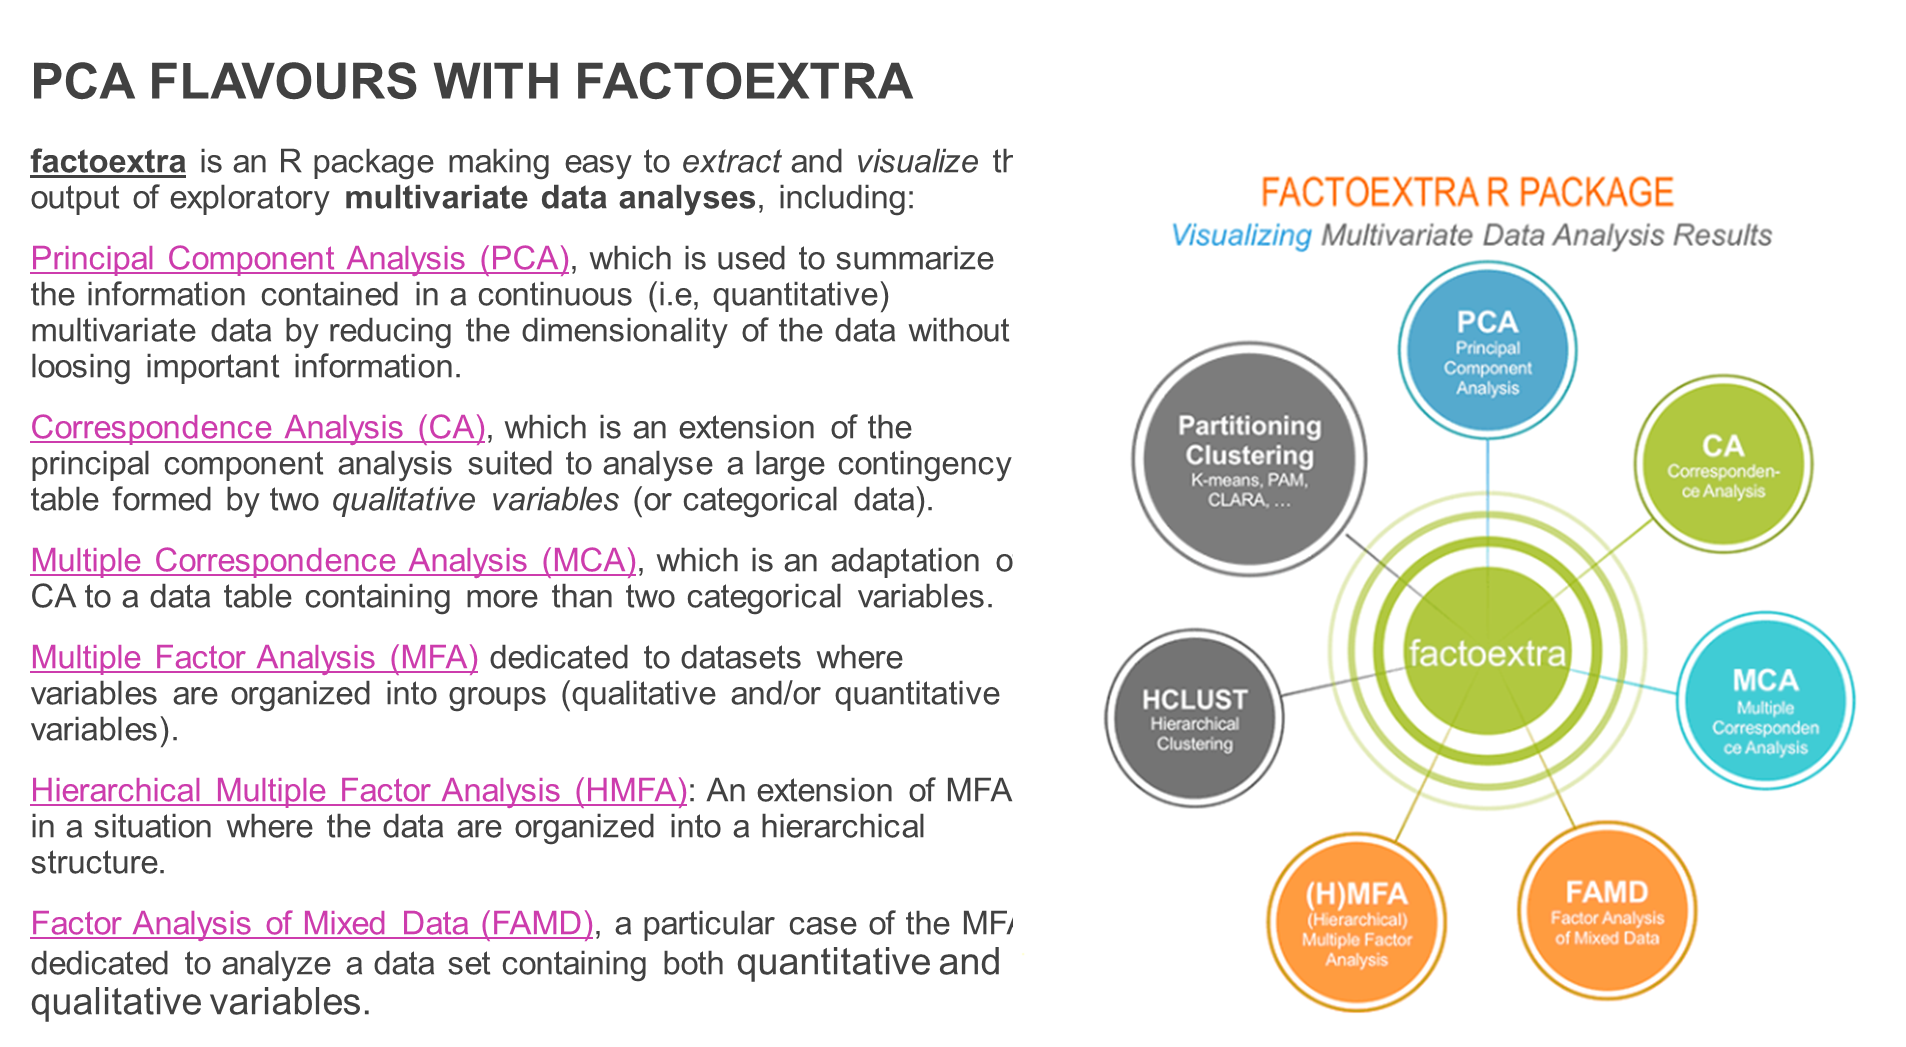 PCA FLAVOURS WITH FACTOEXTRA
factoextra is an R package making easy to extract and visualize th
output of exploratory multivariate data analyses, including:
Principal Component Analysis (PCA), which is used to summarize
the information contained in a continuous (i.e, quantitative)
multivariate data by reducing the dimensionality of the data without
loosing important information.
Correspondence Analysis (CA), which is an extension of the
principal component analysis suited to analyse a large contingency
table formed by two qualitative variables (or categorical data).
Multiple Correspondence Analysis (MCA), which is an adaptation o
CA to a data table containing more than two categorical variables.
Multiple Factor Analysis (MFA) dedicated to datasets where
variables are organized into groups (qualitative and/or quantitative
variables).
Hierarchical Multiple Factor Analysis (HMFA): An extension of MFA
in a situation where the data are organized into a hierarchical
structure.
Factor Analysis of Mixed Data (FAMD), a particular case of the MFA
dedicated to analyze a data set containing both quantitative and
qualitative variables.
FACTOEXTRA R PACKAGE
Visualizing Multivariate Data Analysis Results
PCA
Principal
Component
Analysis
Partitioning
Clustering
K-means, PAM,
CLARA, ...
CA
Corresponden-
ce Analysis
factoextra
HCLUST
Hierarchical
Clustering
MCA
Multiple
Corresponden
ce Analysis
(H)MFA
(Hierarchical)
Multiple Factor
Analysis
FAMD
Factor Analysis
of Mixed Data